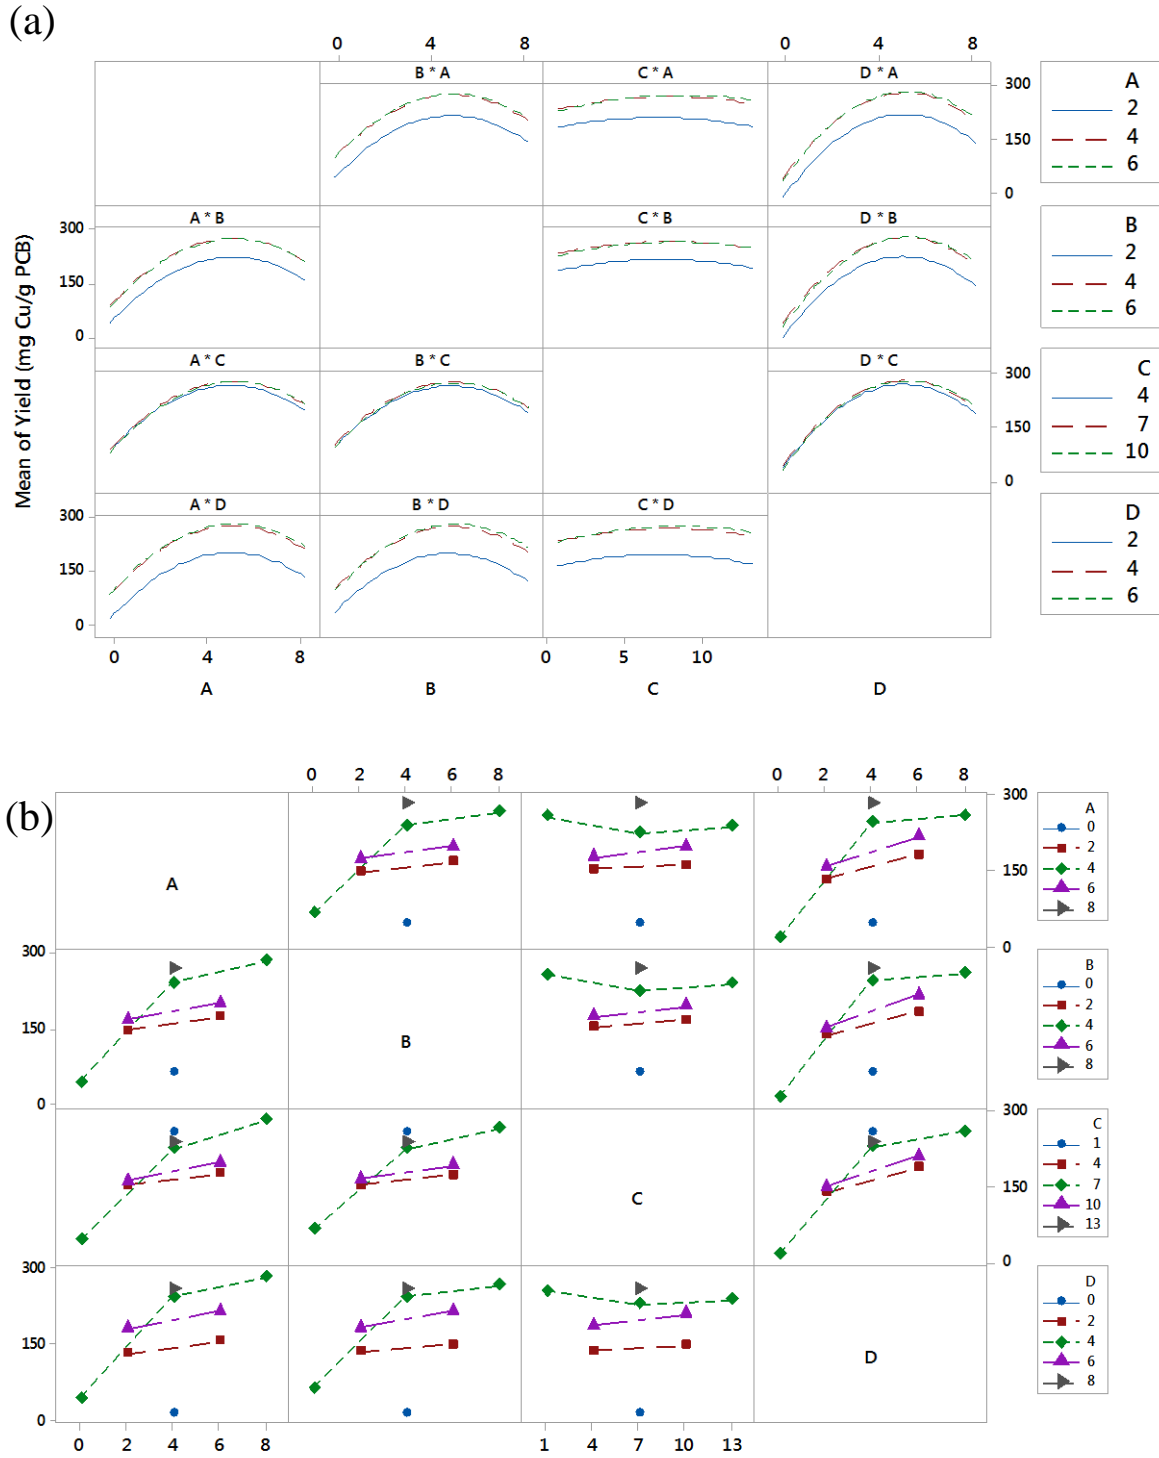 (a)
0 4 8 0 4 8
B * A C * A D * A
300
150
0
A
2
4
6
A * B C * B D * B
300
150
0
B
2
4
6
Mean of Yield (mg Cu/g PCB)
A * C B * C D * C
300
150
0
C
4
7
10
A * D B * D C * D
300
150
0
D
2
4
6
0 4 8 0 5 10
A B C D
(b)
0 2 4 6 8 0 2 4 6 8
A
300
150
0
A
0
2
4
6
8
300
150
0
B
B
0
2
4
6
8
C
300
150
0
C
1
4
7
10
13
300
150
0
D
D
0
2
4
6
8
0 2 4 6 8 1 4 7 10 13